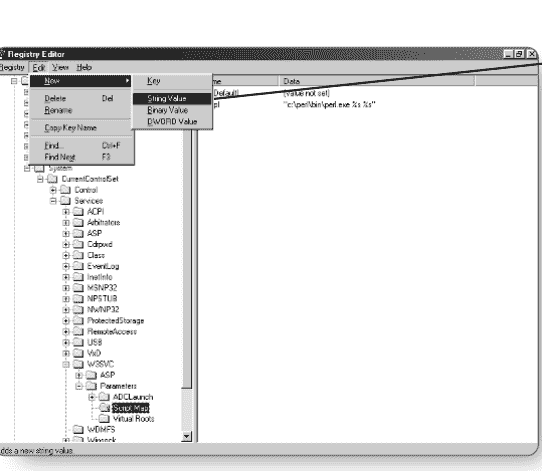 Registry Editor
Registry Edit View Help
New
Delete Del
Rename
Copy Key Name
Find... Ctrl+F
Find Next F3
Key
String Value
Binary Value
DWORD Value
Data
(value not set)
"c:\perl\bin\perl.exe %s %s"
System
CurrentControlSet
Control
Services
ACPI
Arbitrators
ASP
Cdrpwd
Class
EventLog
InetInfo
MSNP32
NPSTUB
NWNP32
ProtectedStorage
RemoteAccess
USB
VxD
W3SVC
ASP
Parameters
ADCLaunch
Script Map
Virtual Roots
WDMFS
Winsock
dds a new string value